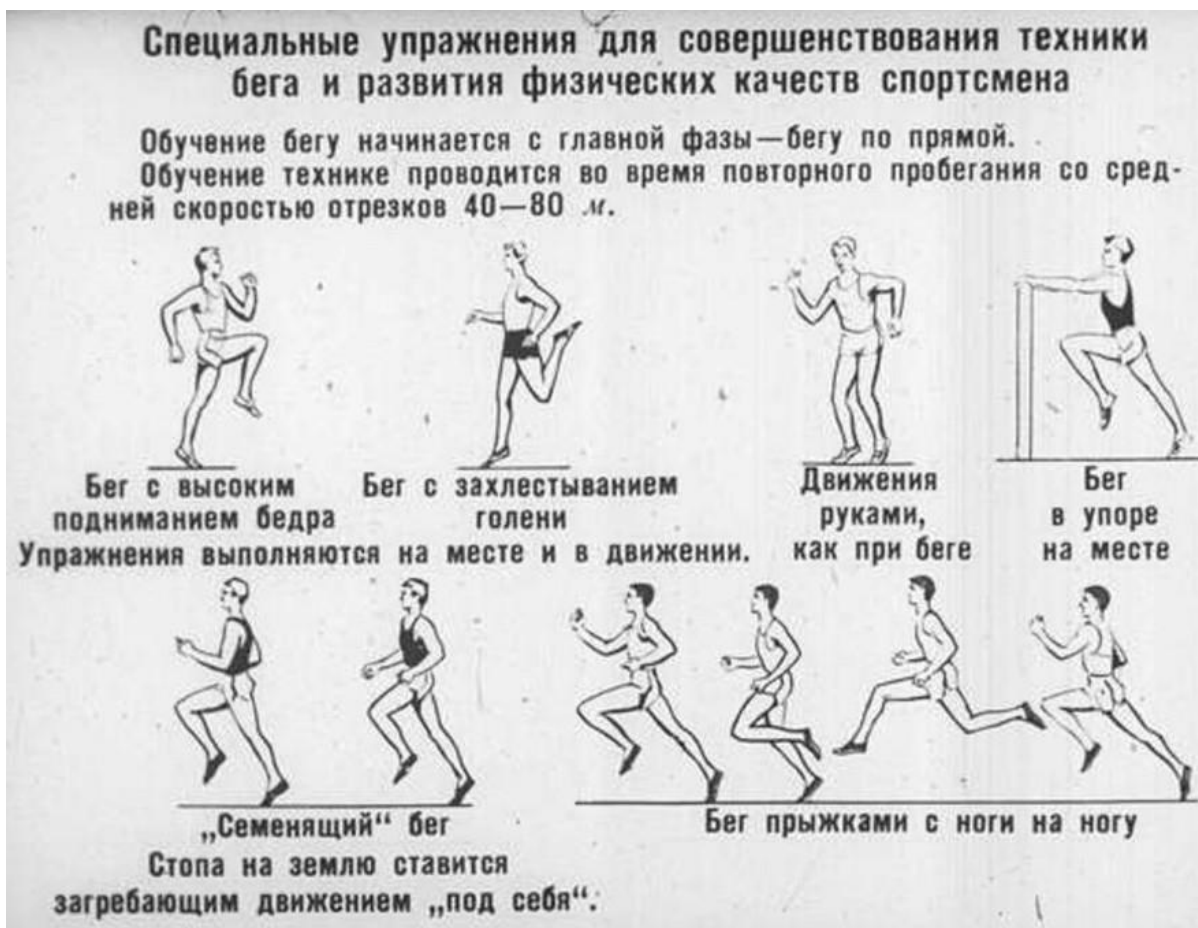 Специальные упражнения для совершенствования техники
бега и развития физических качеств спортсмена
Обучение бегу начинается с главной фазы—бегу по прямой.
Обучение технике проводится во время повторного пробегания со сред-
ней скоростью отрезков 40—80 м.
Бег с высоким
подниманием бедра
Бег с захлестыванием
голени
Упражнения выполняются на месте и в движении.
Движения
руками,
как при беге
Бег
в упоре
на месте
„Семенящий“ бег
Стопа на землю ставится
загребающим движением „под себя“.
Бег прыжками с ноги на ногу